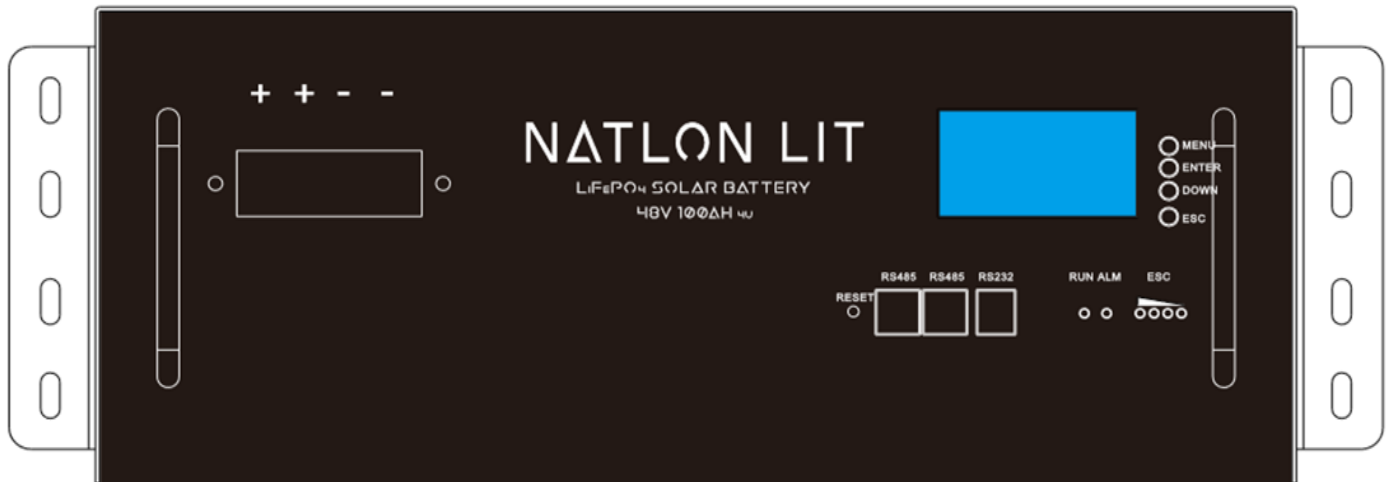 + + - -
NATLON LIT
LiFePO4 SOLAR BATTERY
48V 100AH 4U
MENU
ENTER
DOWN
ESC
RS485 RS485 RS232
RUN ALM ESC
RESET